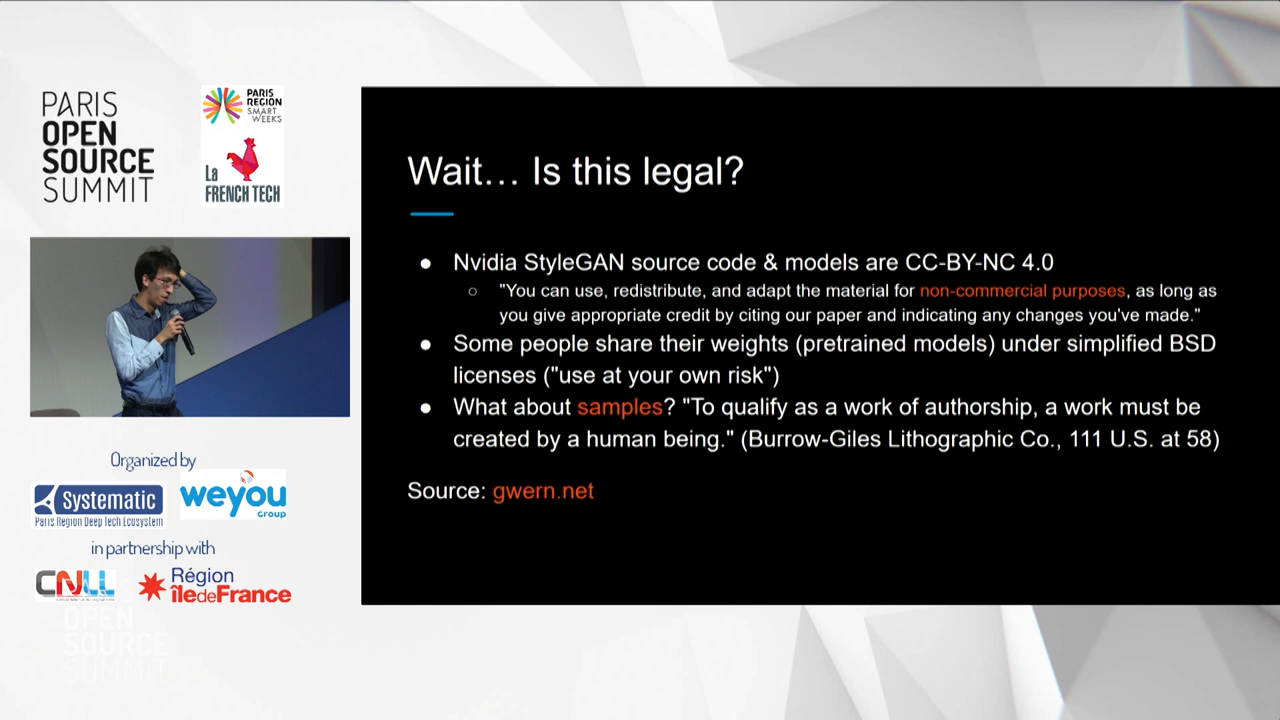 PARIS
OPEN
SOURCE
SUMMIT
PARIS
REGION
SMART
WEEKS
La
FRENCH TECH
Wait… Is this legal?
● Nvidia StyleGAN source code & models are CC-BY-NC 4.0
○ "You can use, redistribute, and adapt the material for non-commercial purposes, as long as
you give appropriate credit by citing our paper and indicating any changes you've made."
● Some people share their weights (pretrained models) under simplified BSD
licenses ("use at your own risk")
● What about samples? "To qualify as a work of authorship, a work must be
created by a human being." (Burrow-Giles Lithographic Co., 111 U.S. at 58)
Source: gwern.net
Organized by
Systematic
Paris Region Deep Tech Ecosystem
weyou
Group
in partnership with
CNLL
Région
îledeFrance
OPEN
SOURCE
SUMMIT